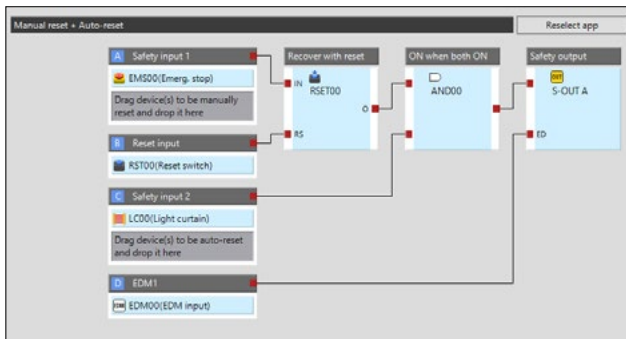 Manual reset + Auto-reset
Reselect app
A Safety input 1
EMS00(Emerg. stop)
Drag device(s) to be manually
reset and drop it here
B Reset input
RST00(Reset switch)
C Safety input 2
LC00(Light curtain)
Drag device(s) to be auto-reset
and drop it here
D EDM1
EDM00(EDM input)
Recover with reset
IN
RSET00
O
RS
ON when both ON
AND00
Safety output
OUT
S-OUT A
ED